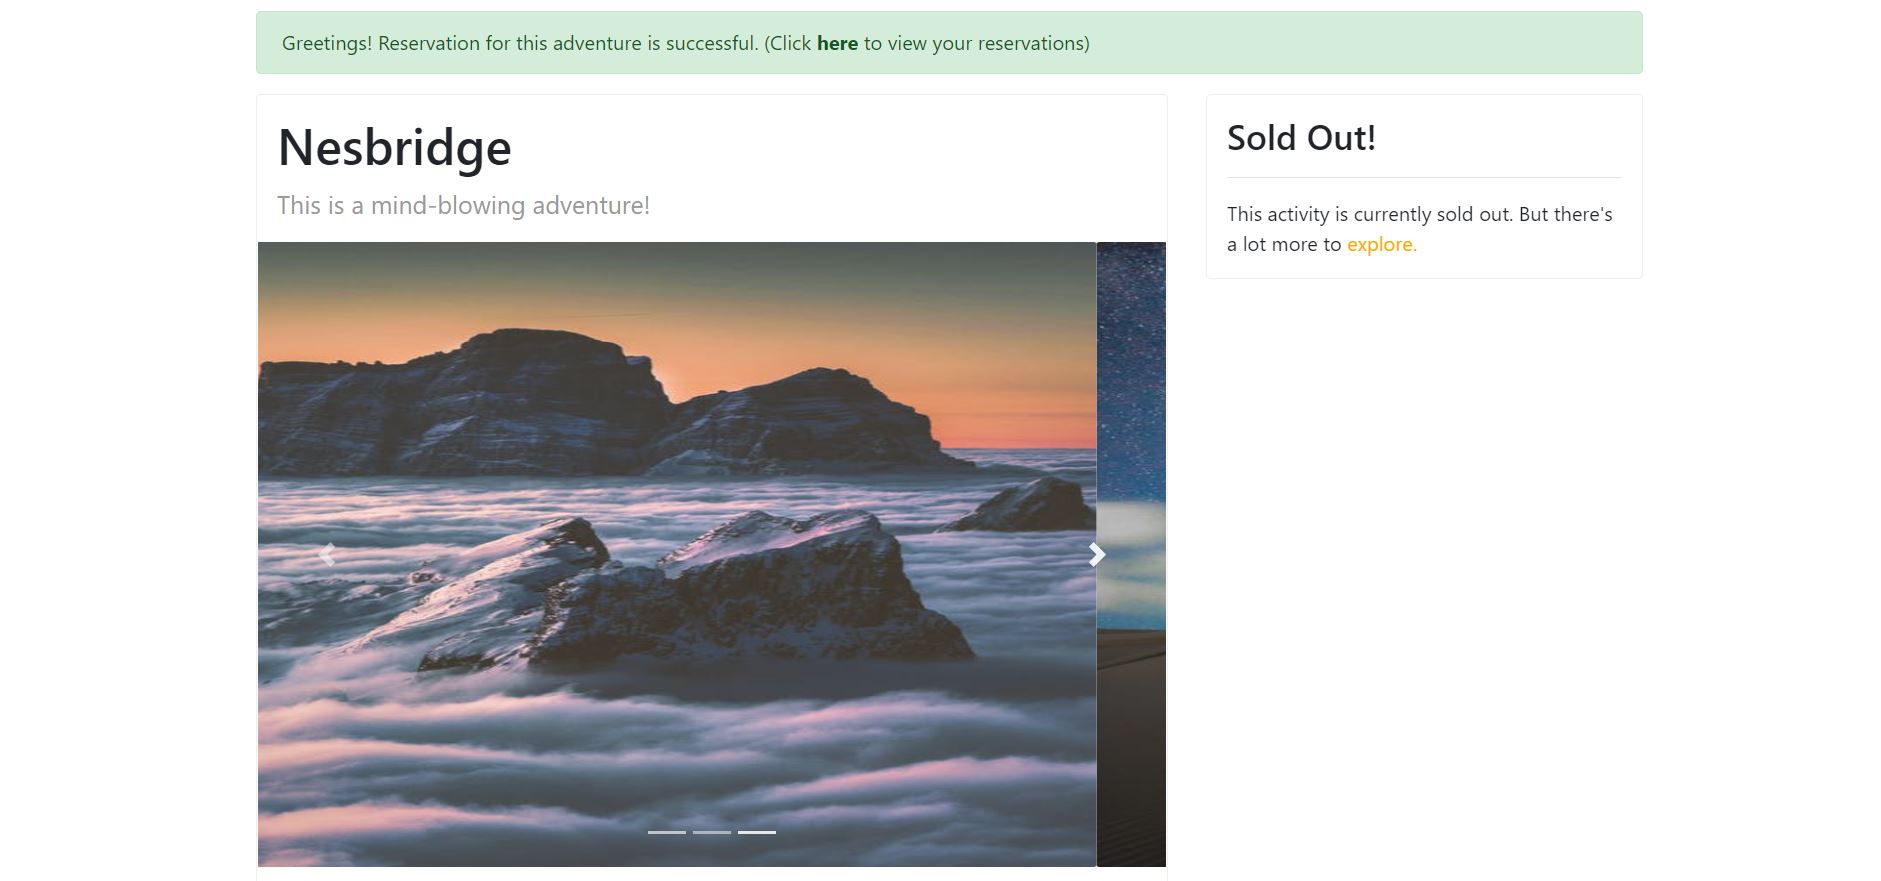 Greetings! Reservation for this adventure is successful. (Click here to view your reservations)
Nesbridge
This is a mind-blowing adventure!
Sold Out!
This activity is currently sold out. But there's
a lot more to explore.